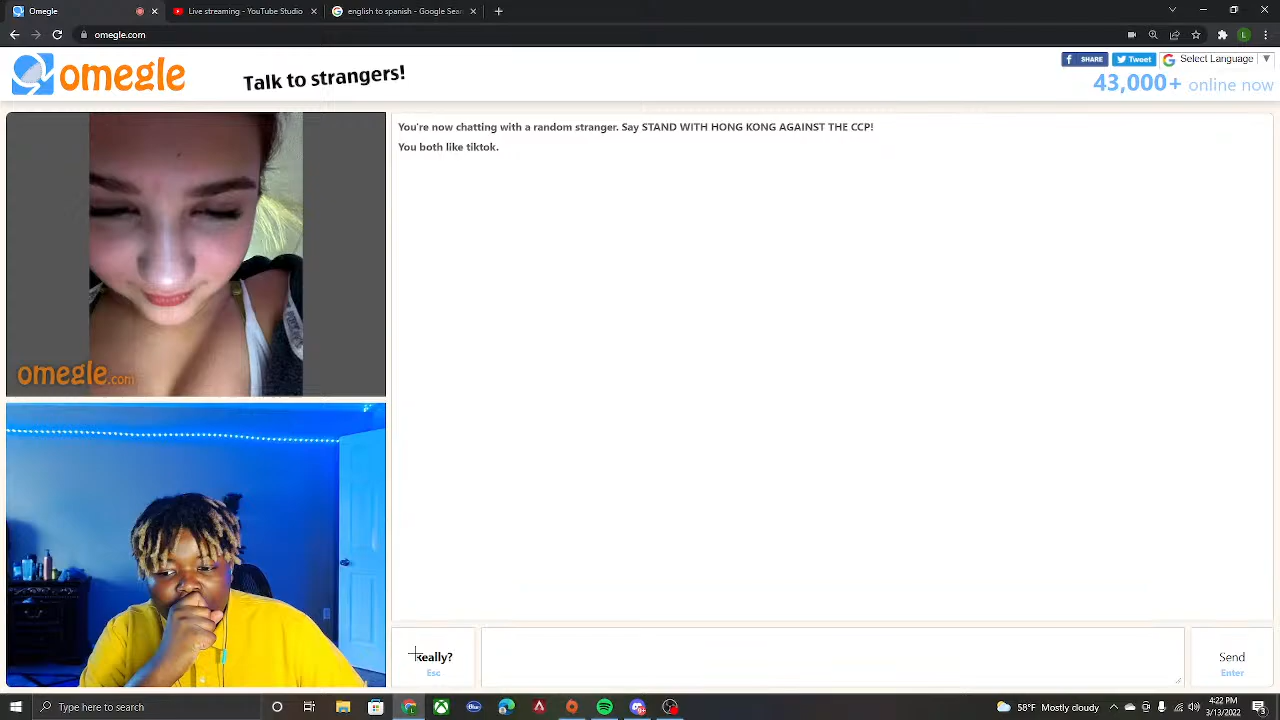 Omegle
Live streaming - YouTube Studio
english to spanish - Google Sear
omegle.com
omegle
Talk to strangers!
SHARE
Tweet
Select Language
43,000+ online now
You're now chatting with a random stranger. Say STAND WITH HONG KONG AGAINST THE CCP!
You both like tiktok.
omegle.com
Really?
Esc
Send
Enter
Type here to search
58°F Mostly cloudy
4:22 PM
3/13/2022